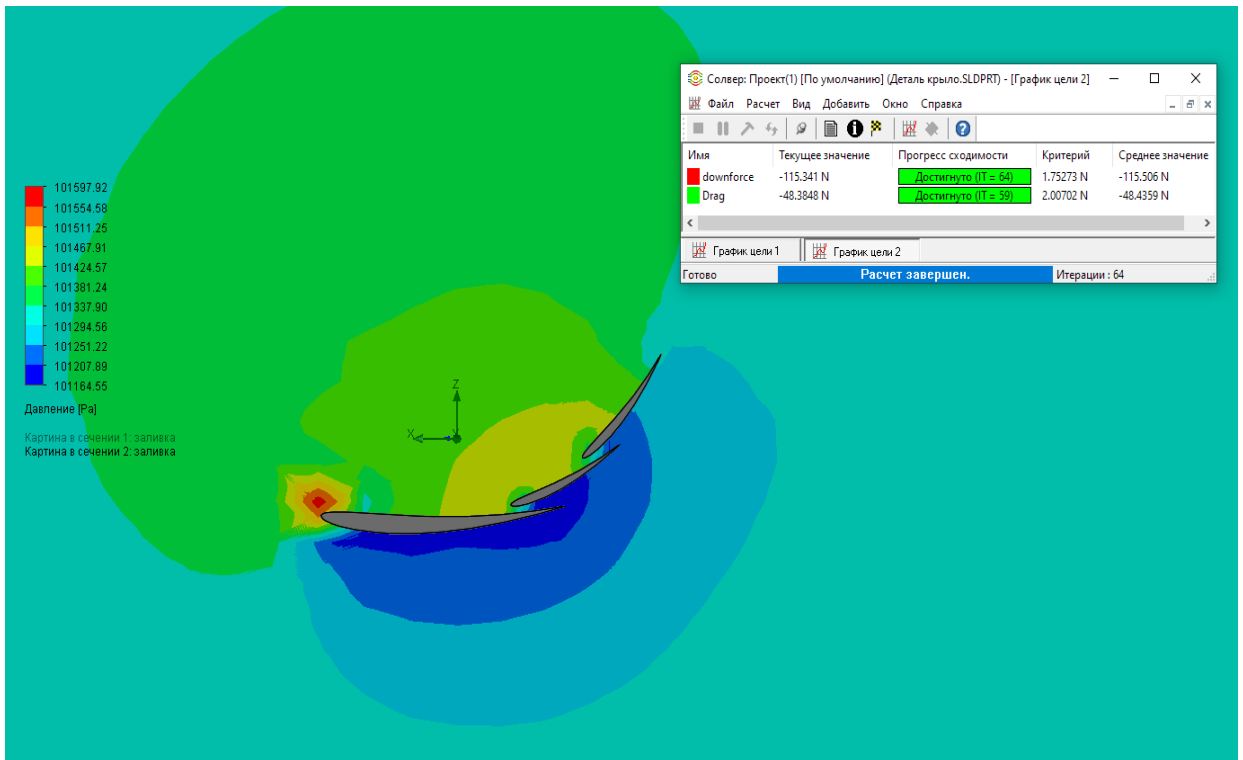 Солвер: Проект(1) [По умолчанию] (Деталь крыло.SLDPRT) - [График цели 2]
Файл Расчет Вид Добавить Окно Справка
Имя Текущее значение Прогресс сходимости Критерий Среднее значение
downforce -115.341 N Достигнуто (IT = 64) 1.75273 N -115.506 N
Drag -48.3848 N Достигнуто (IT = 59) 2.00702 N -48.4359 N
График цели 1 График цели 2
Готово Расчет завершен. Итерации : 64
101597.92
101554.58
101511.25
101467.91
101424.57
101381.24
101337.90
101294.56
101251.22
101207.89
101164.55
Давление [Pa]
Картина в сечении 1: заливка
Картина в сечении 2: заливка
Z
X
Y